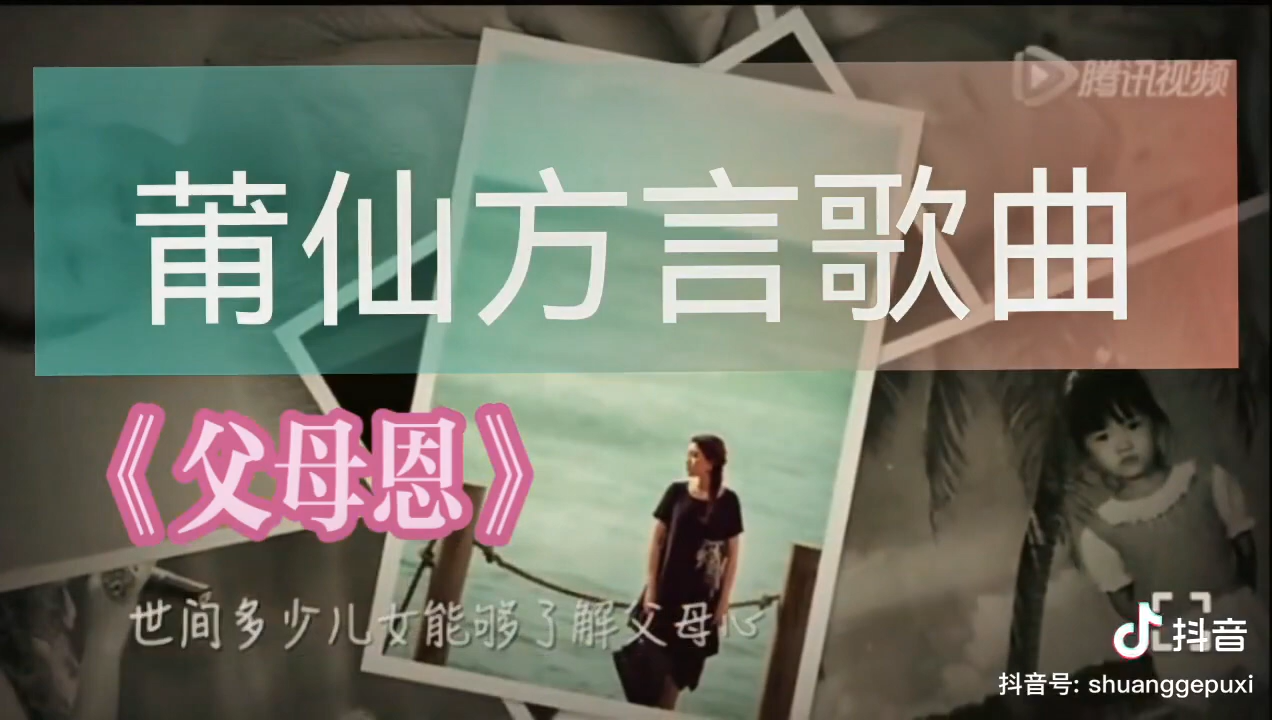 腾讯视频
莆仙方言歌曲
《父母恩》
世间多少儿女能够了解父母心
抖音
抖音号: shuanggepuxi